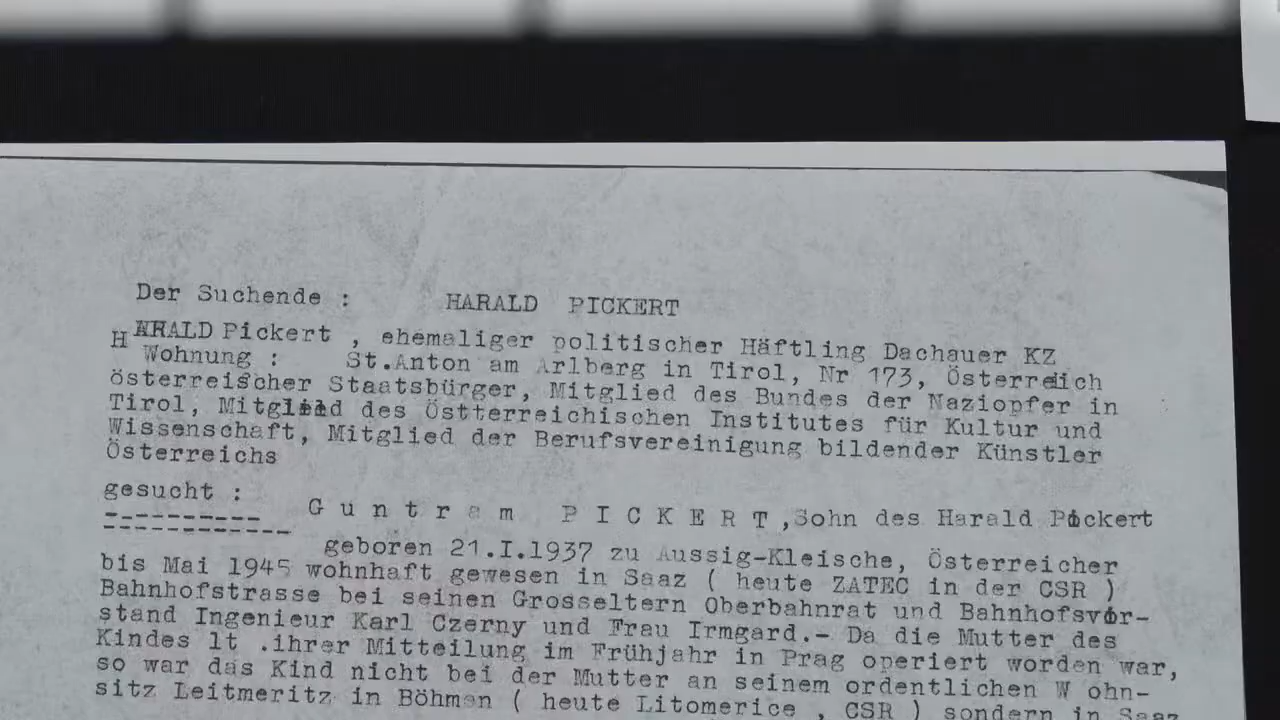 Der Suchende : HARALD PICKERT
HARALD Pickert , ehemaliger politischer Häftling Dachauer KZ
Wohnung : St.Anton am Arlberg in Tirol, Nr 173, Österreich
österreischer Staatsbürger, Mitglied des Bundes der Naziopfer in
Tirol, Mitglied des Östterreichischen Institutes für Kultur und
Wissenschaft, Mitglied der Berufsvereinigung bildender Künstler
Österreichs
gesucht :
G u n t r a m P I C K E R T ,Sohn des Harald Pickert
geboren 21.I.1937 zu Aussig-Kleische, Österreicher
bis Mai 1945 wohnhaft gewesen in Saaz ( heute ZATEC in der CSR )
Bahnhofstrasse bei seinen Grosseltern Oberbahnrat und Bahnhofsvor-
stand Ingenieur Karl Czerny und Frau Irmgard.- Da die Mutter des
Kindes lt .ihrer Mitteilung im Frühjahr in Prag operiert worden war,
so war das Kind nicht bei der Mutter an seinem ordentlichen W ohn-
sitz Leitmeritz in Böhmen ( heute Litomerice , CSR ) sondern in Saaz